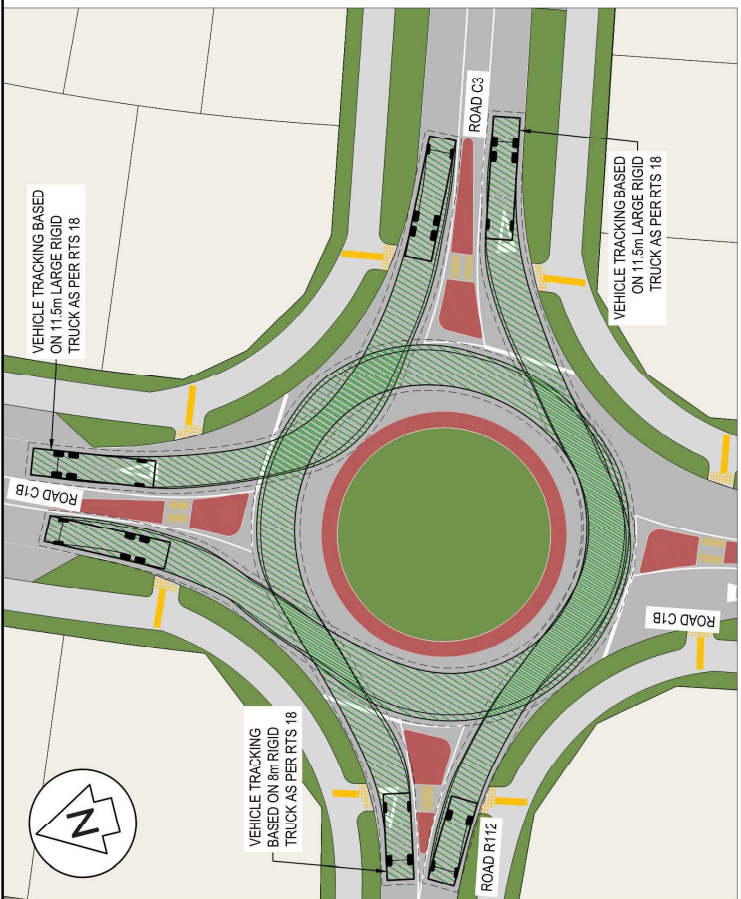 VEHICLE TRACKING BASED
ON 11.5m LARGE RIGID
TRUCK AS PER RTS 18
ROAD C3
VEHICLE TRACKING BASED
ON 11.5m LARGE RIGID
TRUCK AS PER RTS 18
ROAD C1B
ROAD C1B
VEHICLE TRACKING
BASED ON 8m RIGID
TRUCK AS PER RTS 18
ROAD R112
N